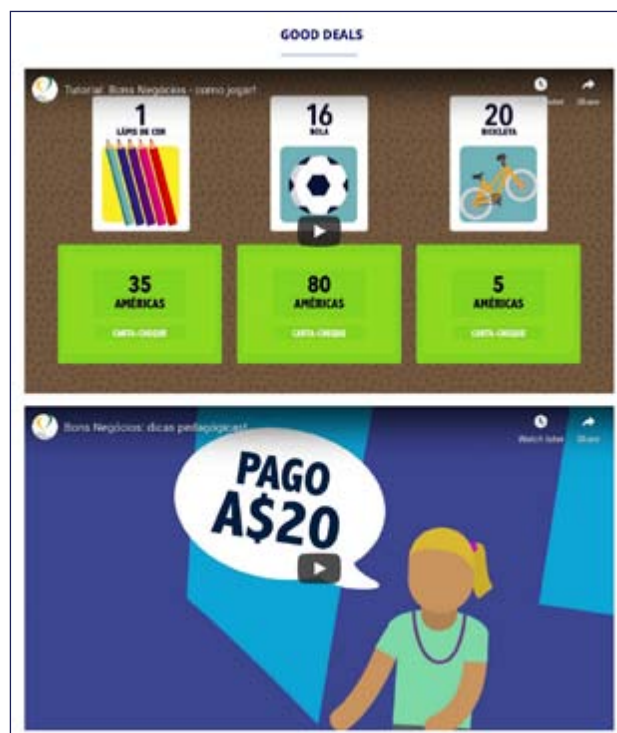 GOOD DEALS
Tutorial: Bons Negócios - como jogar!
Watch later Share
1
LÁPIS DE COR
16
BOLA
20
BICICLETA
35
AMÉRICAS
CARTA-CHEQUE
80
AMÉRICAS
CARTA-CHEQUE
5
AMÉRICAS
CARTA-CHEQUE
Bons Negócios: dicas pedagógicas!
Watch later Share
PAGO
A$20